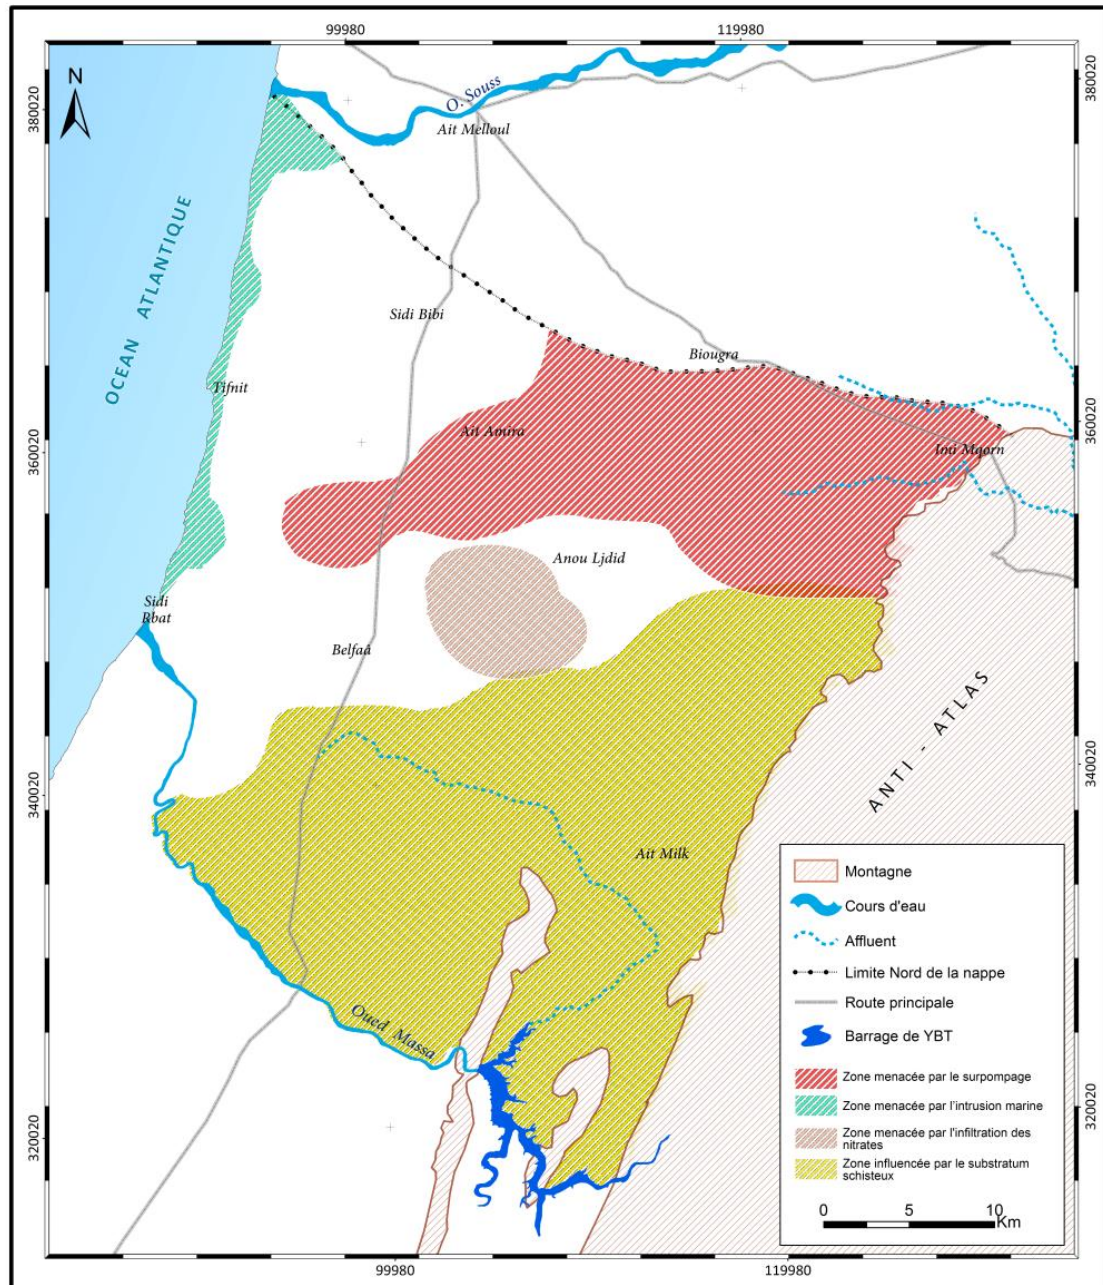 99980
119980
N
380020
380020
O. Souss
Ait Melloul
OCEAN ATLANTIQUE
Sidi Bibi
Biougra
Tifnit
Ait Amira
Imi Mqorn
360020
360020
Anou Ljdid
Sidi
Rbat
Belfaa
ANTI - ATLAS
340020
340020
Ait Milk
Oued Massa
320020
320020
Montagne
Cours d'eau
Affluent
Limite Nord de la nappe
Route principale
Barrage de YBT
Zone menacée par le surpompage
Zone menacée par l'intrusion marine
Zone menacée par l'infiltration des
nitrates
Zone influencée par le substratum
schisteux
0 5 10
Km
99980
119980